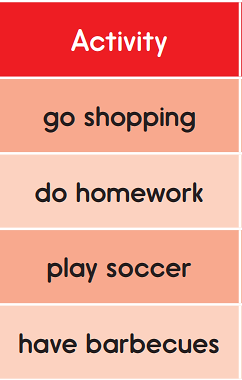 Activity
go shopping
do homework
play soccer
have barbecues